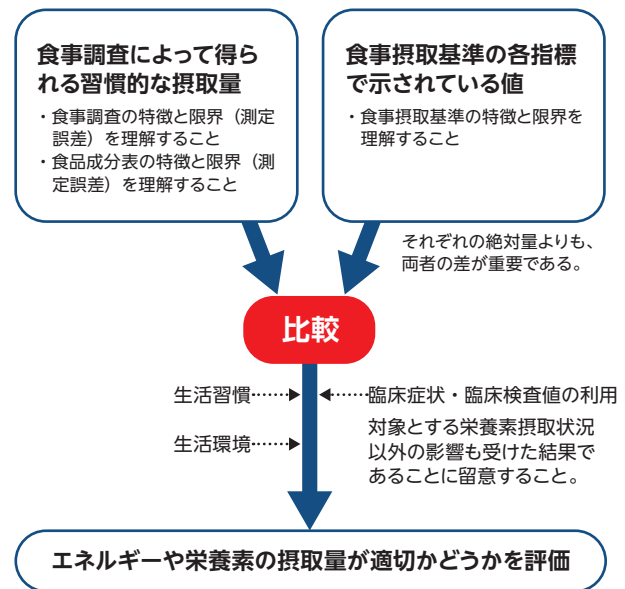 食事調査によって得ら
れる習慣的な摂取量
・食事調査の特徴と限界（測定
誤差）を理解すること
・食品成分表の特徴と限界（測
定誤差）を理解すること
食事摂取基準の各指標
で示されている値
・食事摂取基準の特徴と限界を
理解すること
それぞれの絶対量よりも、
両者の差が重要である。
比較
生活習慣
臨床症状・臨床検査値の利用
生活環境
対象とする栄養素摂取状況
以外の影響も受けた結果で
あることに留意すること。
エネルギーや栄養素の摂取量が適切かどうかを評価